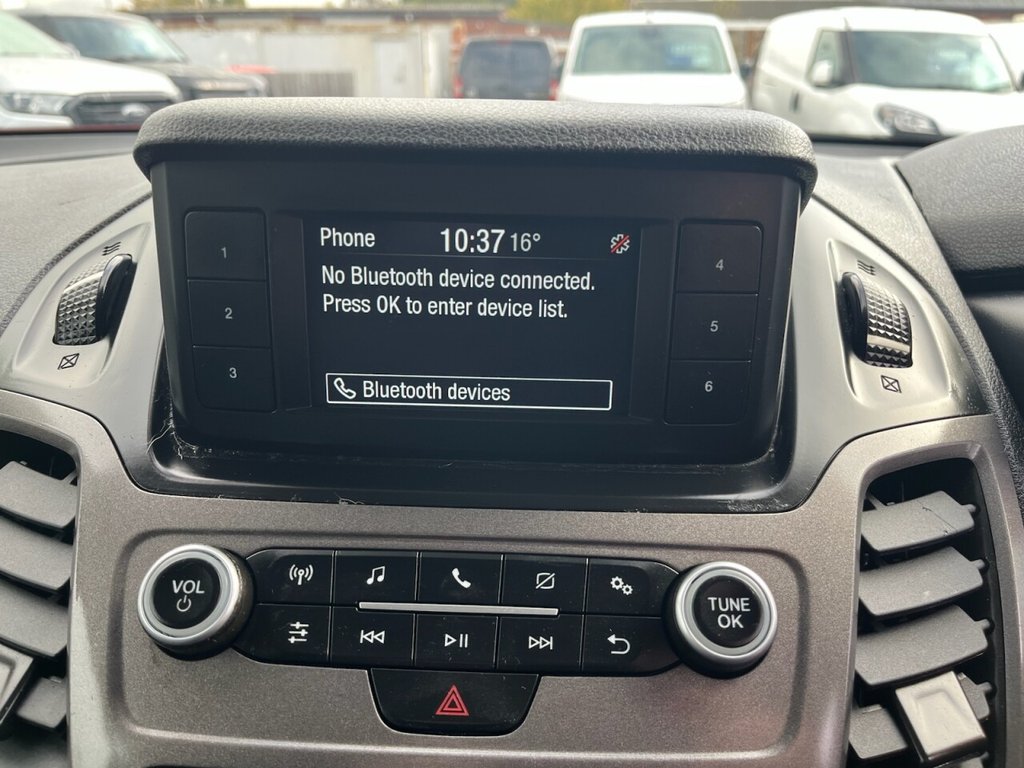 Phone 10:37 16°
No Bluetooth device connected.
Press OK to enter device list.
Bluetooth devices
1
2
3
4
5
6
VOL
TUNE
OK